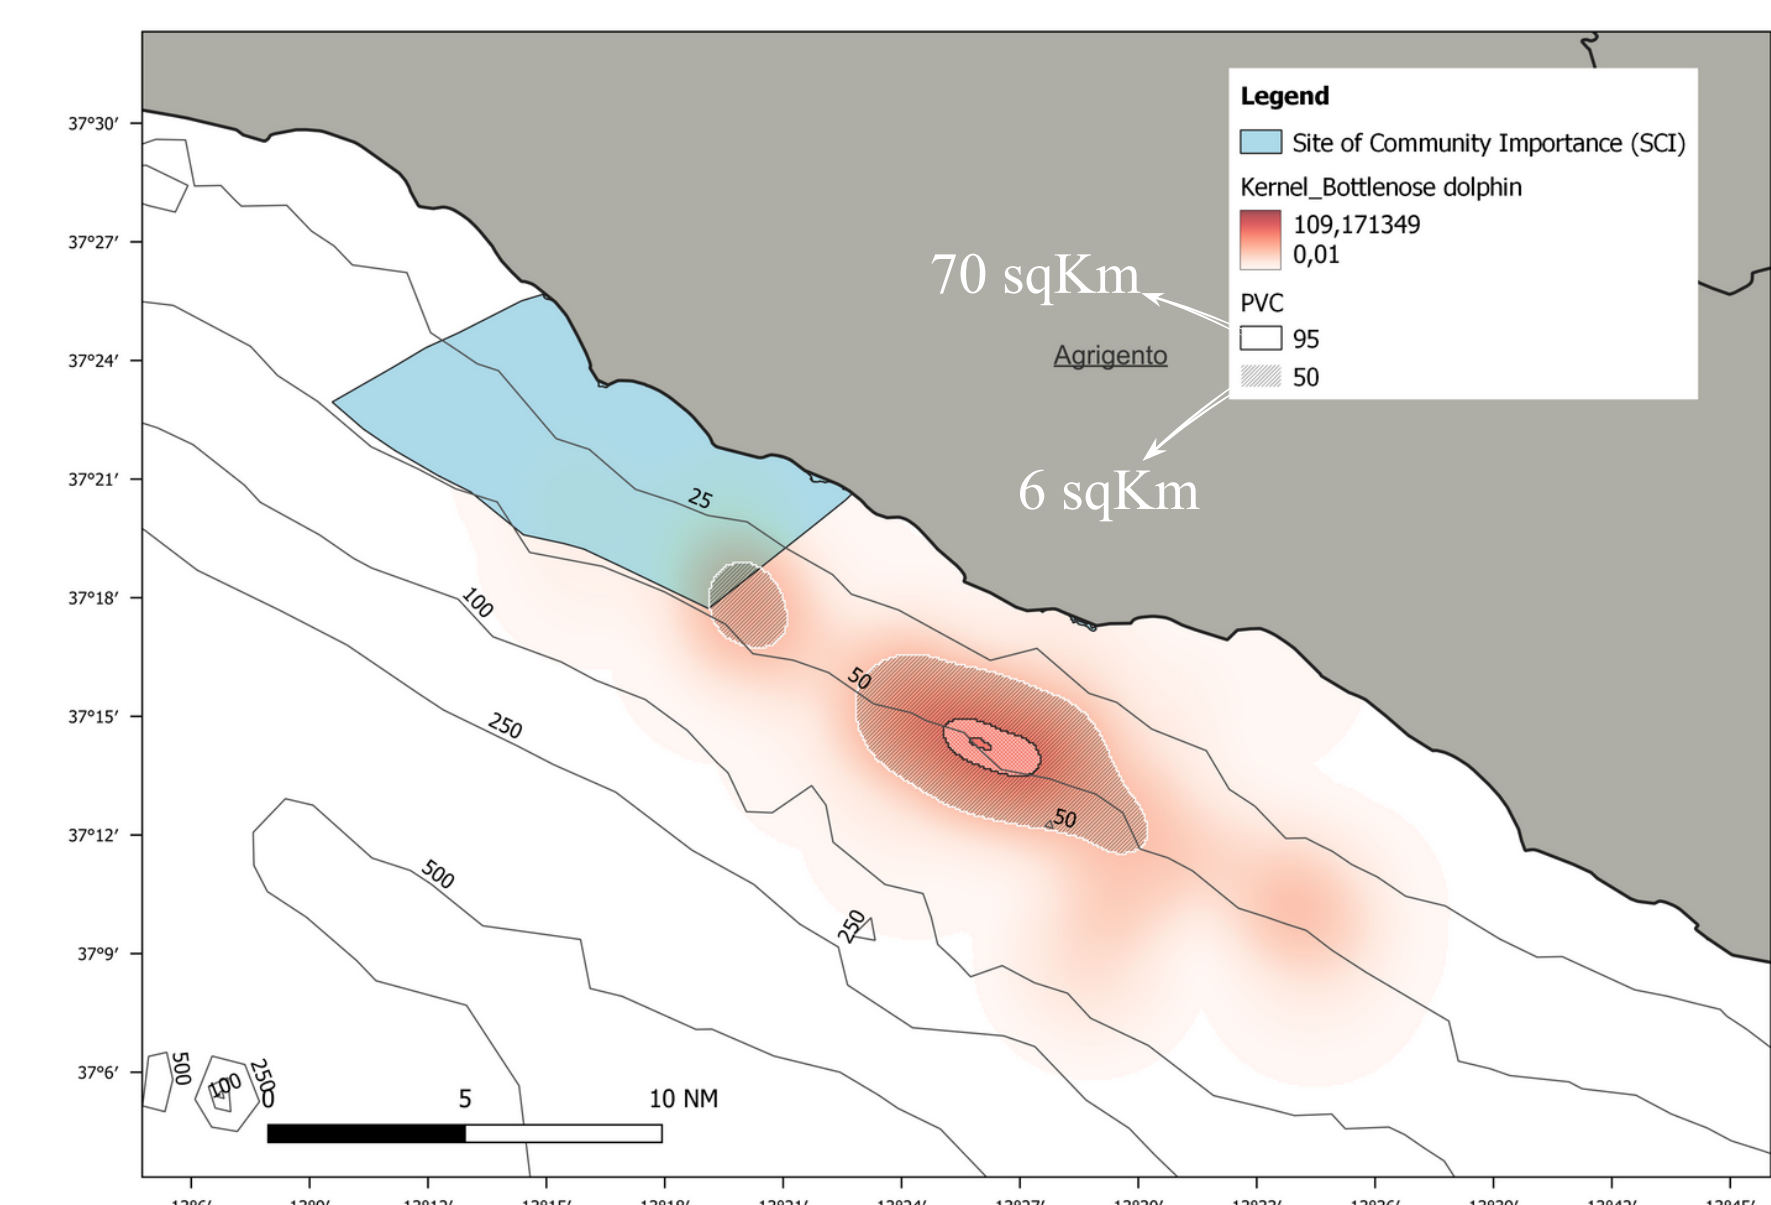 Legend
Site of Community Importance (SCI)
Kernel_Bottlenose dolphin
109,171349
0,01
PVC
95
50
70 sqKm
Agrigento
6 sqKm
37°30′
37°27′
37°24′
37°21′
37°18′
37°15′
37°12′
37°9′
37°6′
25
100
50
250
50
500
250
500
100
250
0 5 10 NM